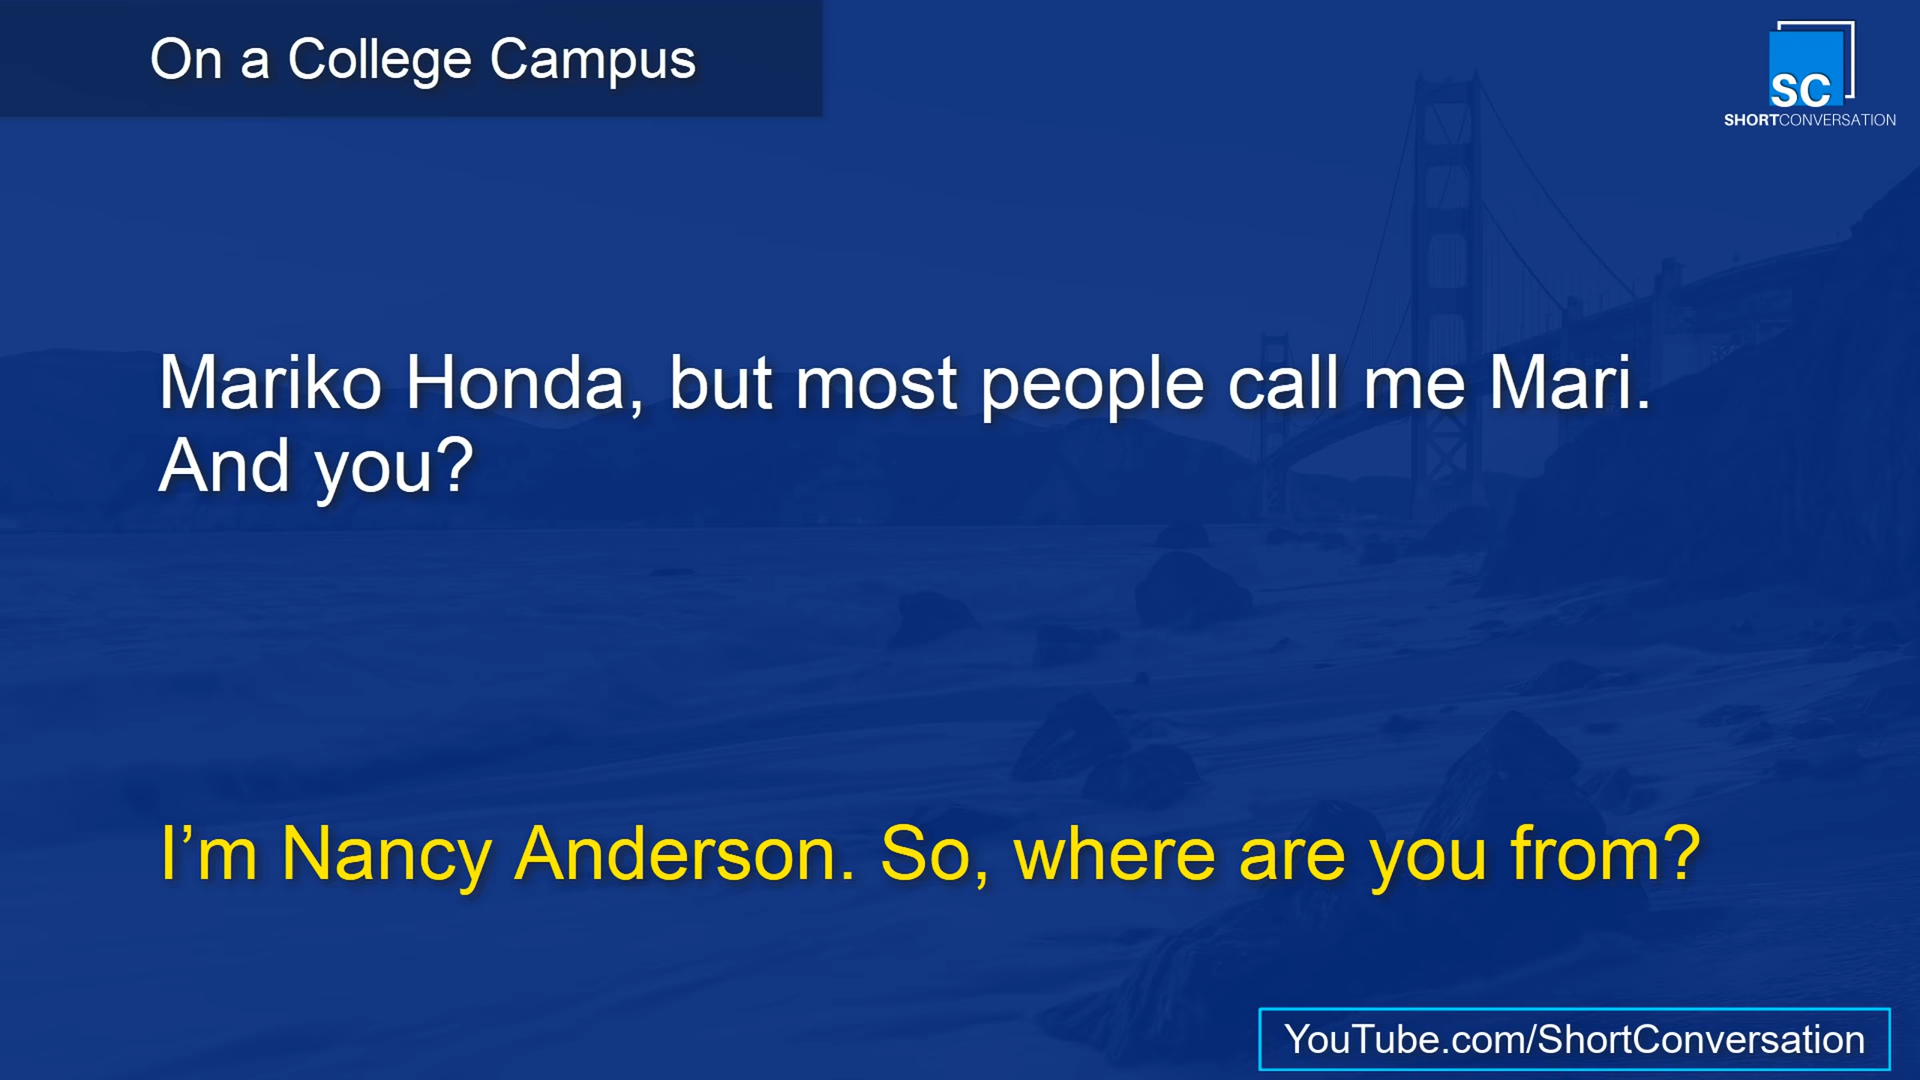 On a College Campus
SC
SHORTCONVERSATION
Mariko Honda, but most people call me Mari.
And you?
I’m Nancy Anderson. So, where are you from?
YouTube.com/ShortConversation